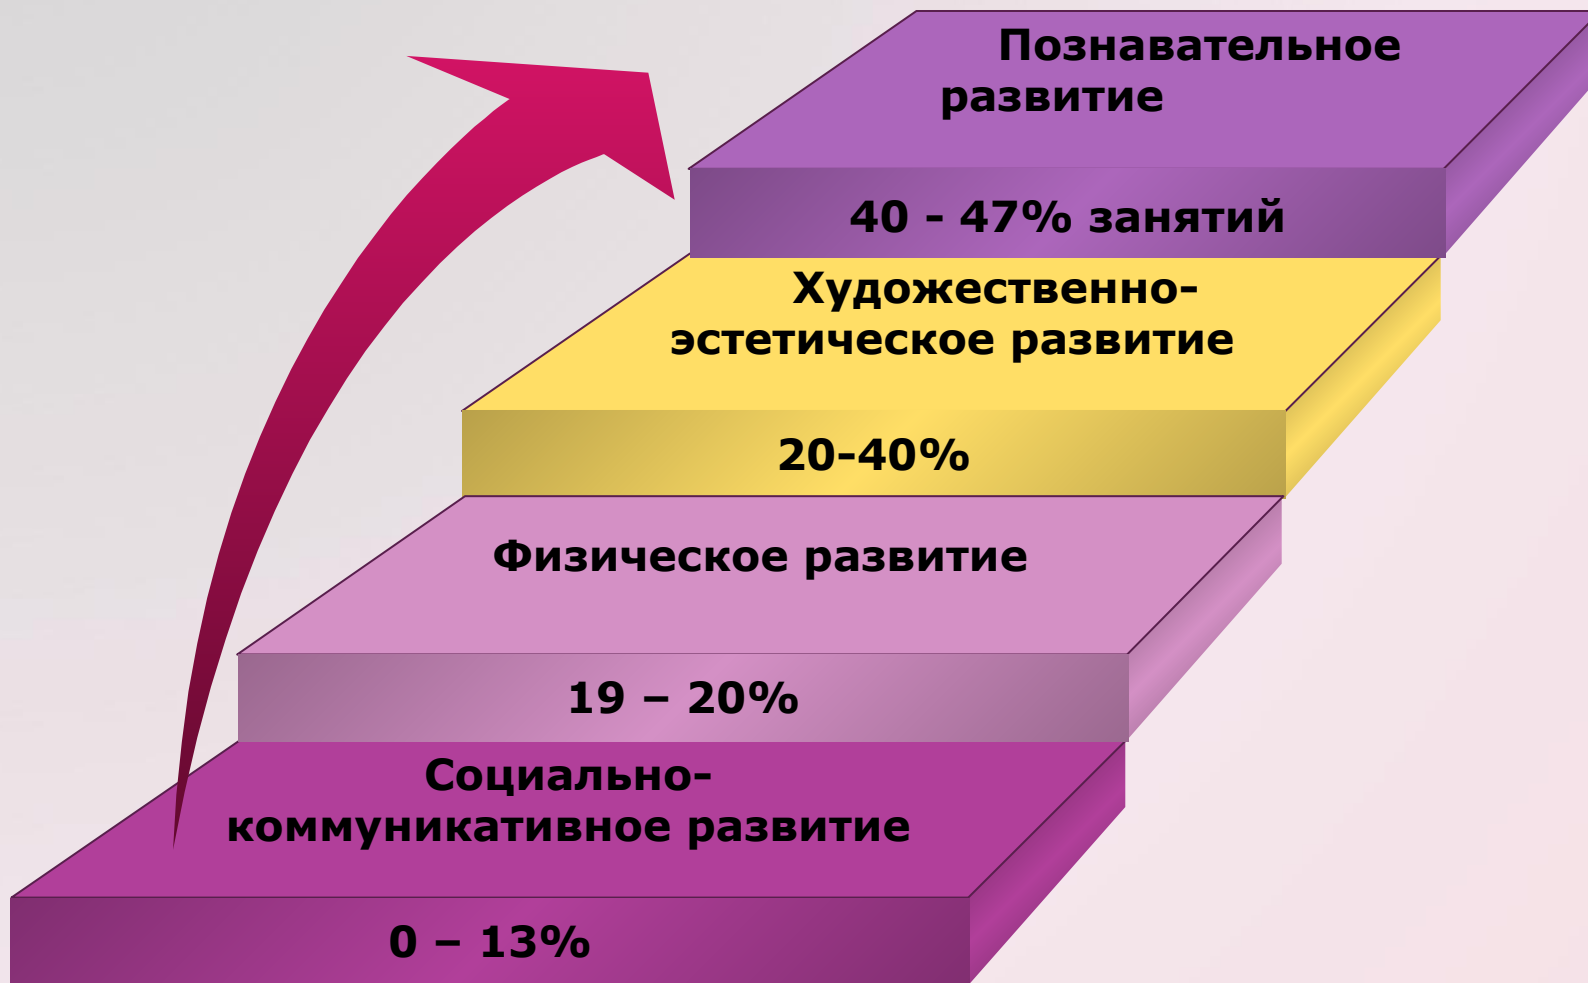 Познавательное
развитие
40 - 47% занятий
Художественно-
эстетическое развитие
20-40%
Физическое развитие
19 – 20%
Социально-
коммуникативное развитие
0 – 13%